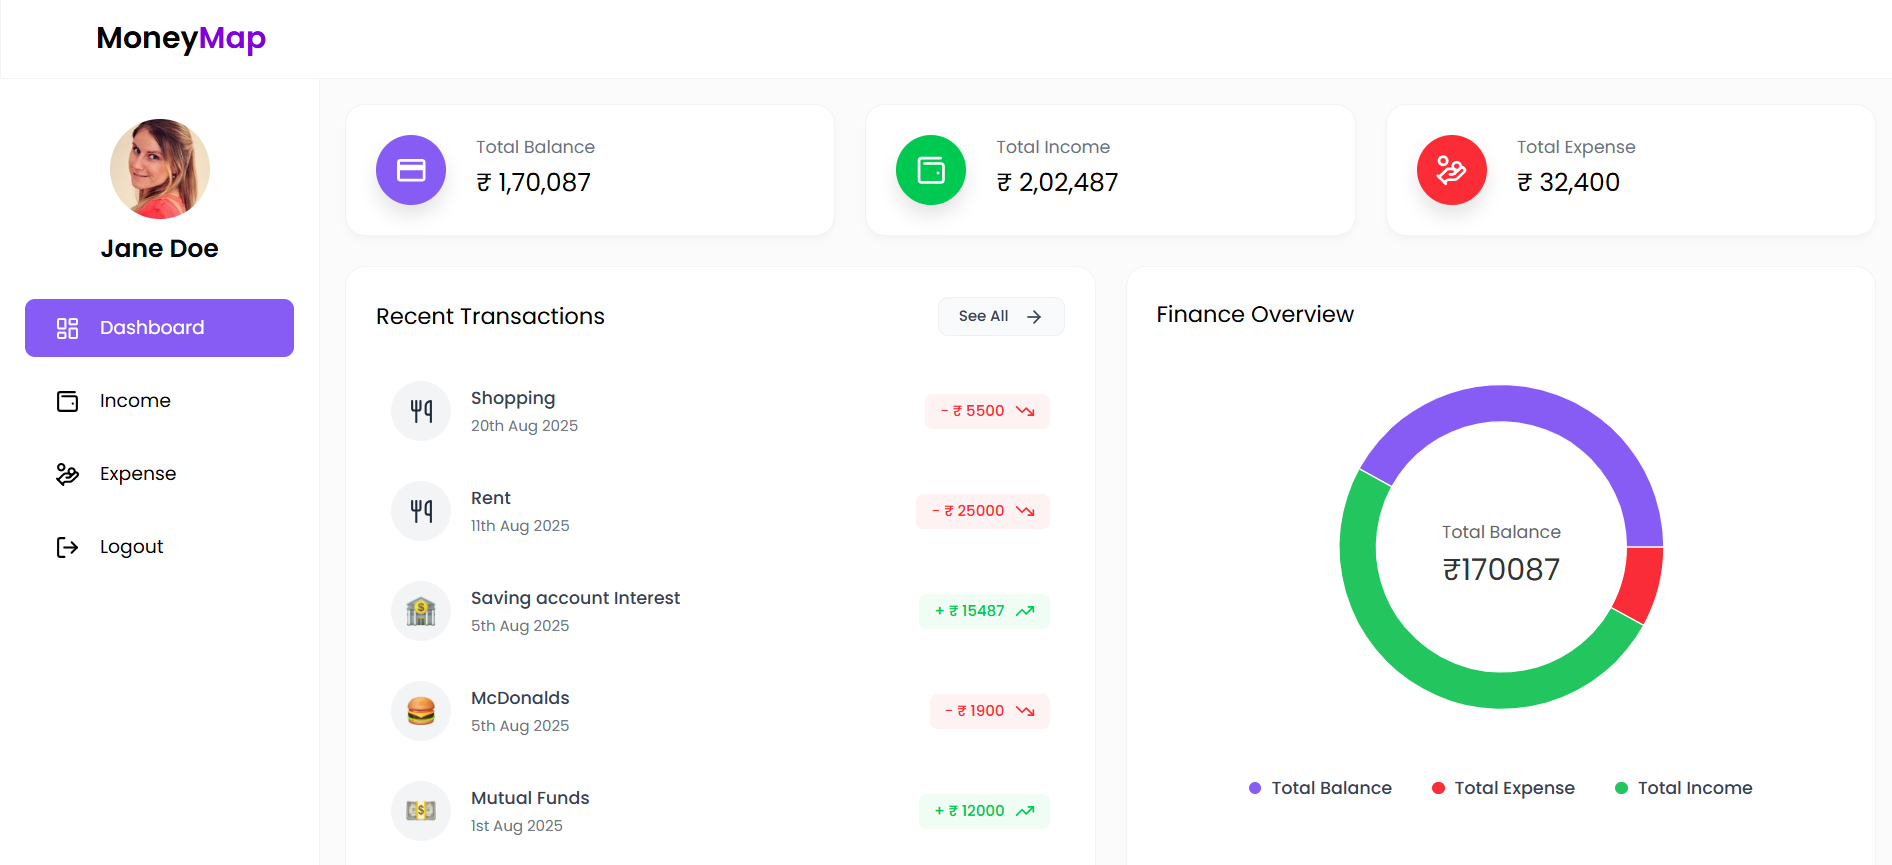 MoneyMap
Jane Doe
Dashboard
Income
Expense
Logout
Total Balance
₹ 1,70,087
Total Income
₹ 2,02,487
Total Expense
₹ 32,400
Recent Transactions
See All
Shopping
20th Aug 2025
- ₹ 5500
Rent
11th Aug 2025
- ₹ 25000
Saving account Interest
5th Aug 2025
+ ₹ 15487
McDonalds
5th Aug 2025
- ₹ 1900
Mutual Funds
1st Aug 2025
+ ₹ 12000
Finance Overview
Total Balance
₹170087
Total Balance
Total Expense
Total Income